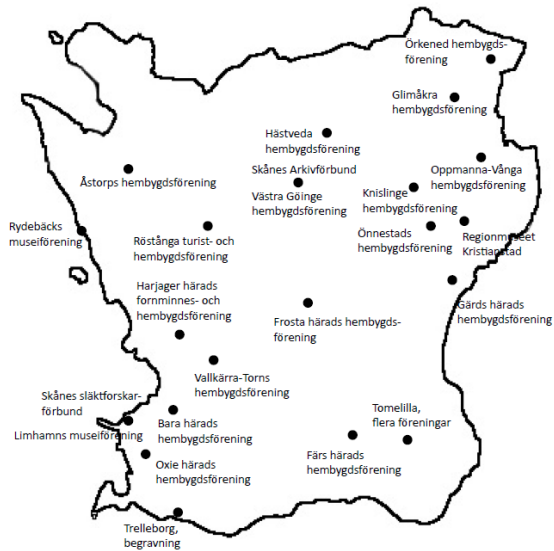 Örkened hembygds-
förening
Glimåkra
hembygdsförening
Hästveda
hembygdsförening
Oppmanna-Vånga
hembygdsförening
Åstorps hembygdsförening
Skånes Arkivförbund
Västra Göinge
hembygdsförening
Knislinge
hembygdsförening
Rydebäcks
museiförening
Röstånga turist- och
hembygdsförening
Önnestads
hembygdsförening
Regionmuseet
Kristianstad
Harjager härads
fornminnes- och
hembygdsförening
Frosta härads hembygds-
förening
Gärds härads
hembygdsförening
Vallkärra-Torns
hembygdsförening
Skånes släktforskar-
förbund
Limhamns museiförening
Bara härads
hembygdsförening
Tomelilla,
flera föreningar
Oxie härads
hembygdsförening
Färs härads
hembygdsförening
Trelleborg,
begravning